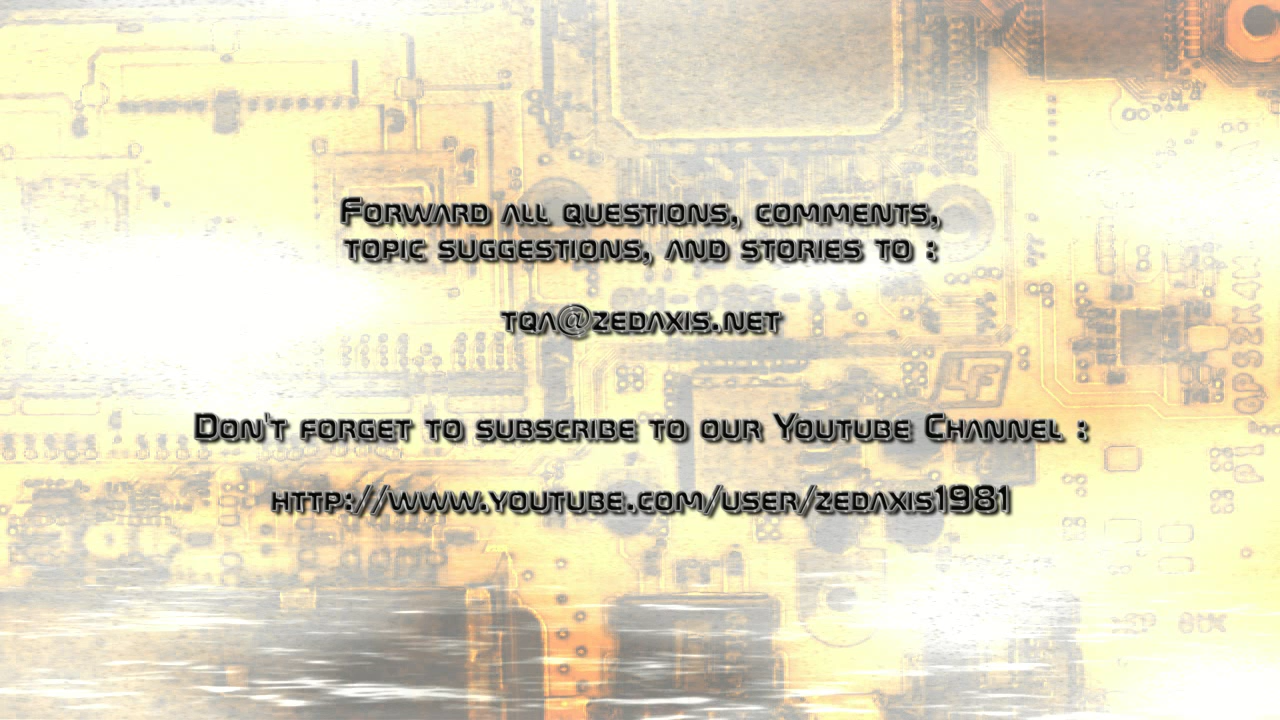 Forward all questions, comments,
topic suggestions, and stories to :
tqa@zedaxis.net
Don't forget to subscribe to our Youtube Channel :
http://www.youtube.com/user/zedaxis1981